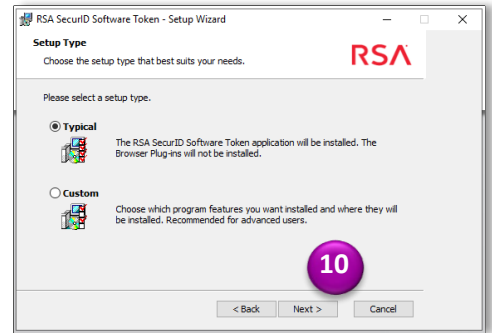 RSA SecurID Software Token - Setup Wizard
Setup Type
Choose the setup type that best suits your needs.
RSA
Please select a setup type.
Typical
The RSA SecurID Software Token application will be installed. The
Browser Plug-ins will not be installed.
Custom
Choose which program features you want installed and where they will
be installed. Recommended for advanced users.
10
< Back
Next >
Cancel